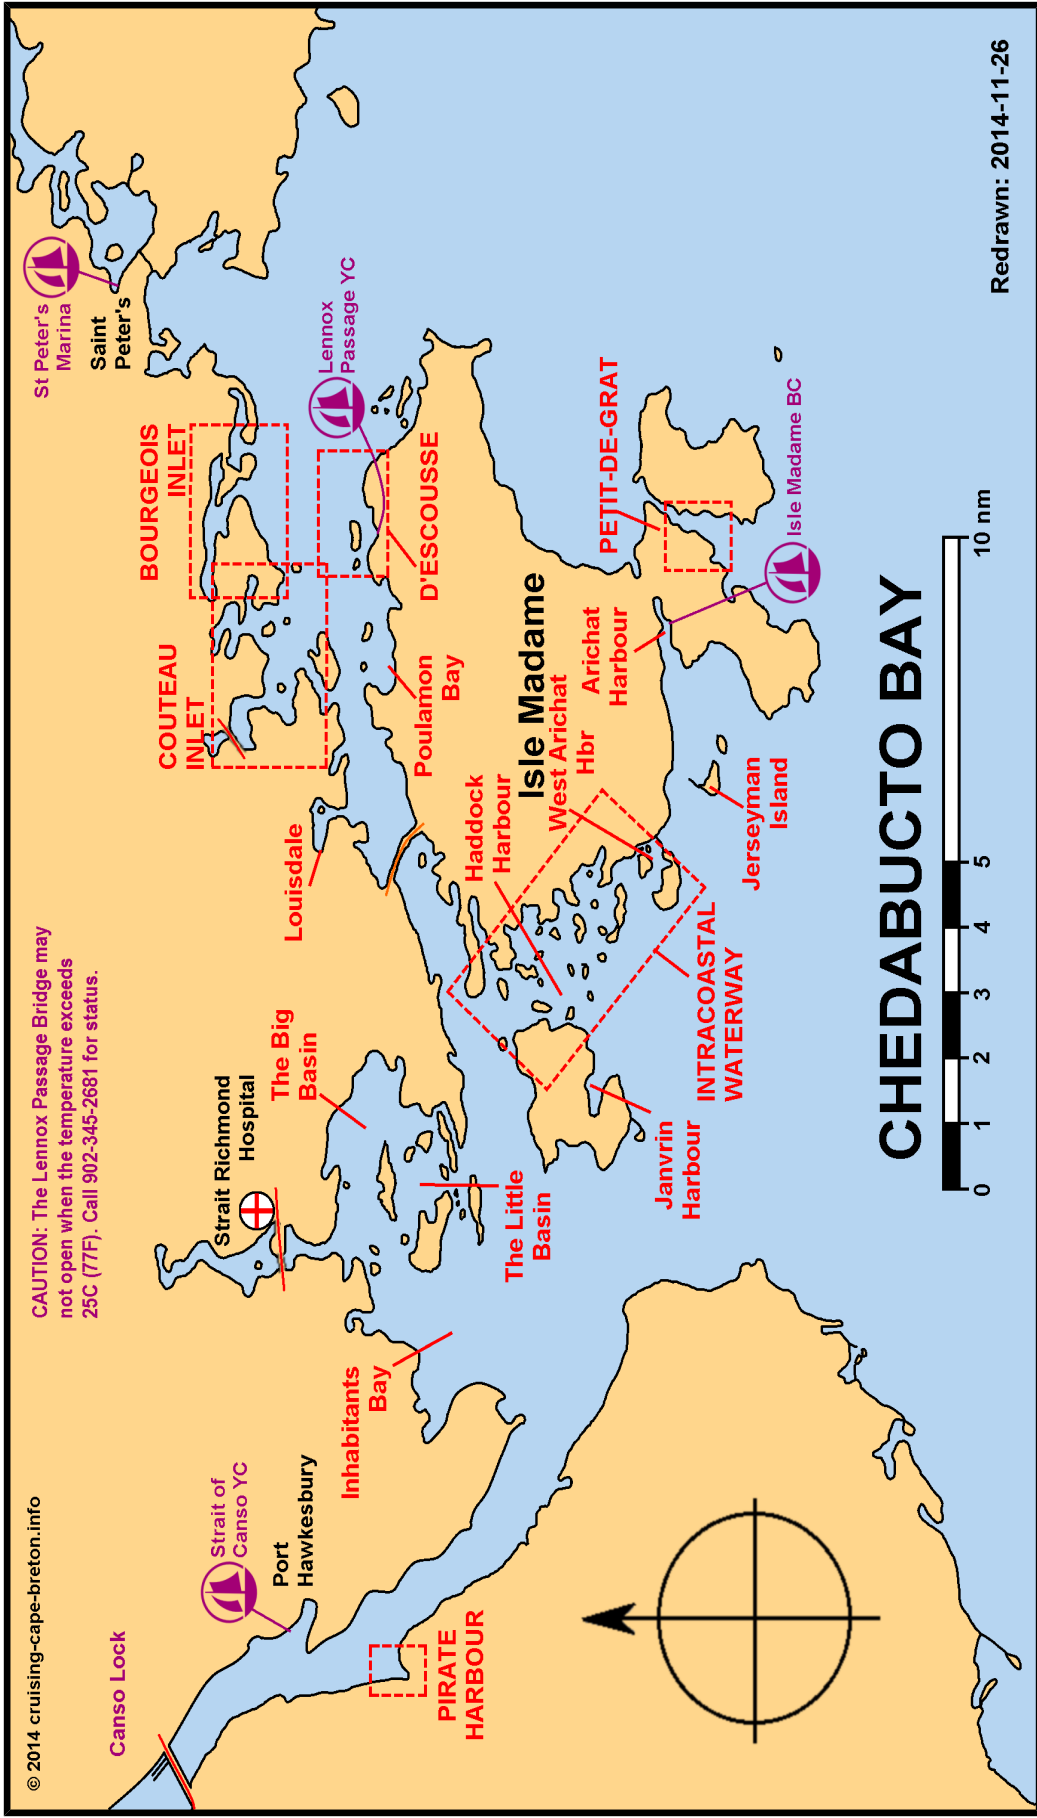 © 2014 cruising-cape-breton.info
CAUTION: The Lennox Passage Bridge may
not open when the temperature exceeds
25C (77F). Call 902-345-2681 for status.
St Peter's
Marina
Saint
Peter's
Canso Lock
Strait of
Canso YC
Port
Hawkesbury
Strait Richmond
Hospital
The Big
Basin
Louisdale
COUTEAU
INLET
BOURGEOIS
INLET
Lennox
Passage YC
Inhabitants
Bay
PIRATE
HARBOUR
The Little
Basin
Haddock
Harbour
Poulamon
Bay
D'ESCOUSSE
Isle Madame
West Arichat
Hbr
Arichat
Harbour
PETIT-DE-GRAT
Janvrin
Harbour
INTRACOASTAL
WATERWAY
Jerseyman
Island
Isle Madame BC
CHEDABUCTO BAY
0 1 2 3 4 5 10 nm
Redrawn: 2014-11-26